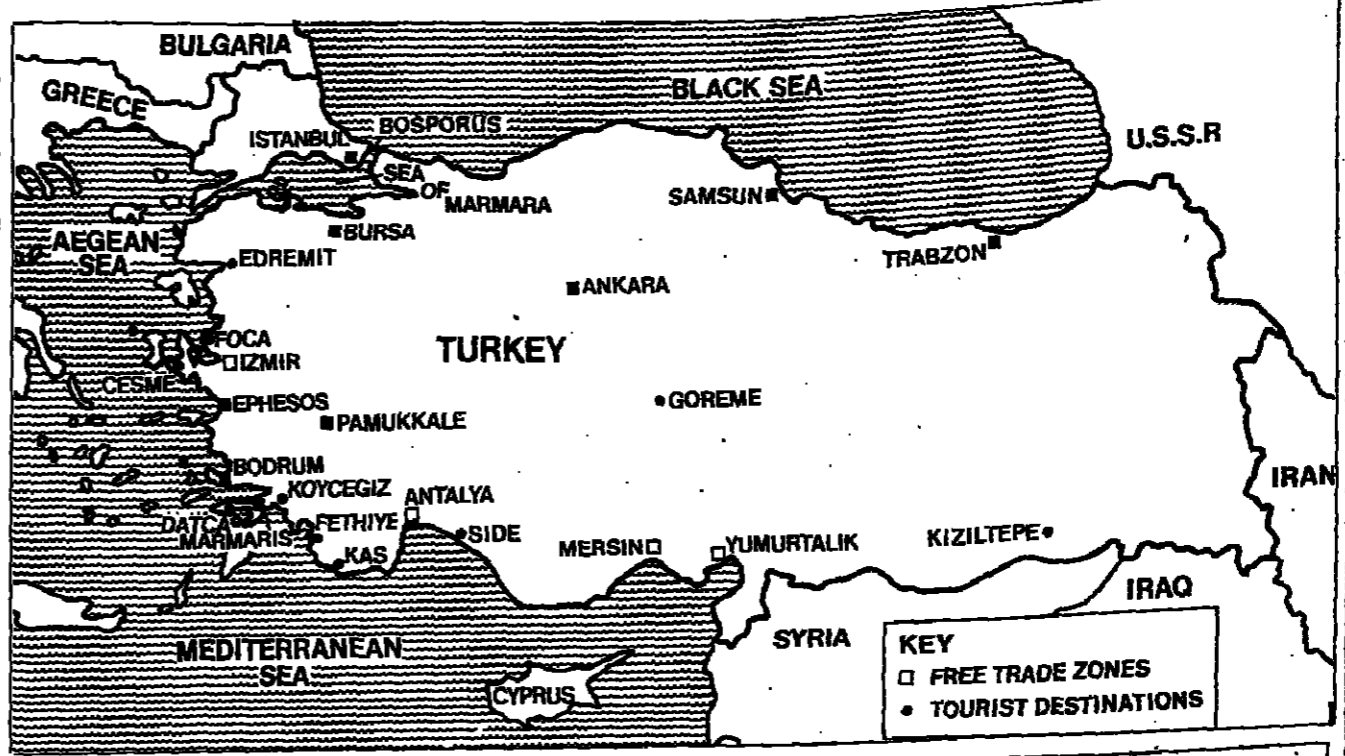 BULGARIA
BLACK SEA
GREECE
BOSPORUS
ISTANBUL
U.S.S.R
SEA
OF
MARMARA
SAMSUN
BURSA
AEGEAN
SEA
EDREMIT
TRABZON
ANKARA
FOCA
TURKEY
IZMIR
CESME
EPHESOS
GOREME
PAMUKKALE
BODRUM
IRAN
KOYCEGIZ
ANTALYA
DATCA
FETHIYE
MARMARIS
SIDE
KIZILTEPE
MERSIN
YUMURTALIK
KAS
IRAQ
SYRIA
MEDITERRANEAN
SEA
CYPRUS
KEY
FREE TRADE ZONES
TOURIST DESTINATIONS